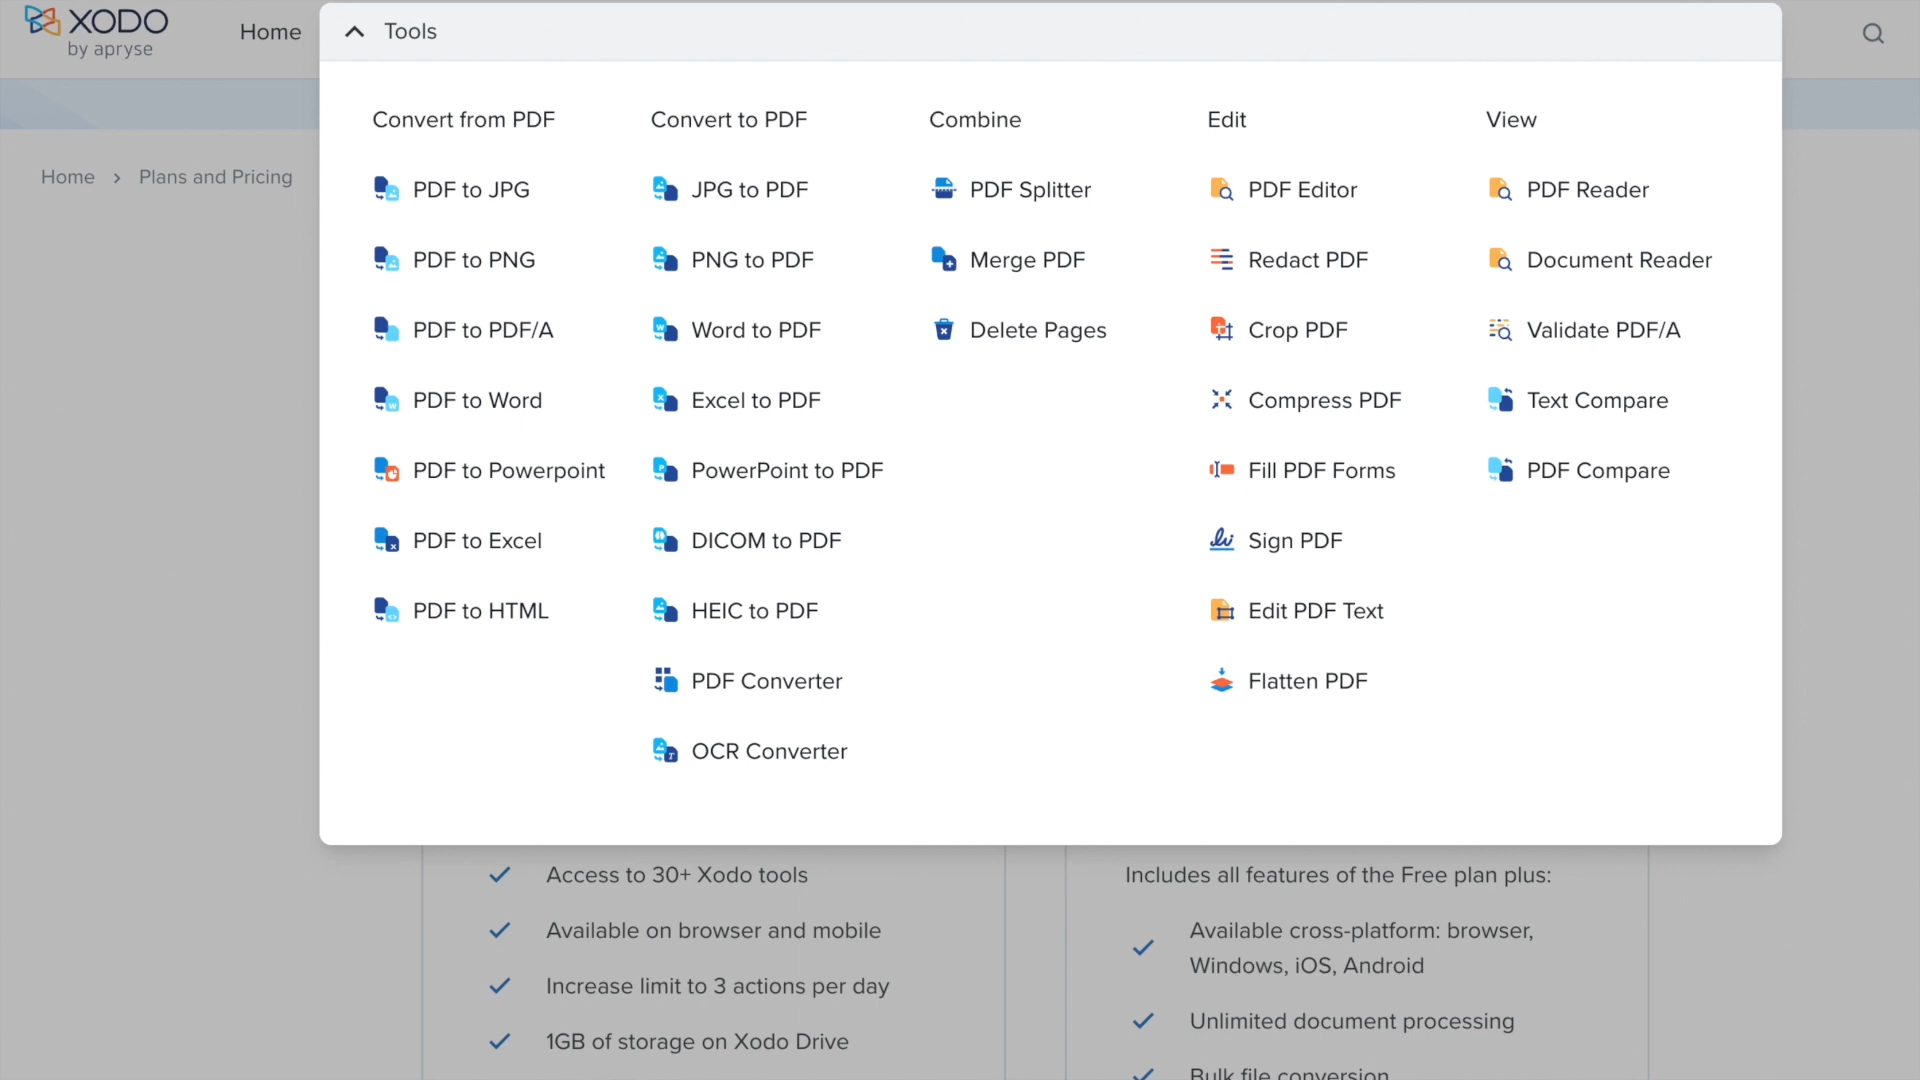 XODO
by apryse
Home
Tools
Home > Plans and Pricing
Convert from PDF
PDF to JPG
PDF to PNG
PDF to PDF/A
PDF to Word
PDF to Powerpoint
PDF to Excel
PDF to HTML
Convert to PDF
JPG to PDF
PNG to PDF
Word to PDF
Excel to PDF
PowerPoint to PDF
DICOM to PDF
HEIC to PDF
PDF Converter
OCR Converter
Combine
PDF Splitter
Merge PDF
Delete Pages
Edit
PDF Editor
Redact PDF
Crop PDF
Compress PDF
Fill PDF Forms
Sign PDF
Edit PDF Text
Flatten PDF
View
PDF Reader
Document Reader
Validate PDF/A
Text Compare
PDF Compare
Access to 30+ Xodo tools
Available on browser and mobile
Increase limit to 3 actions per day
1GB of storage on Xodo Drive
Includes all features of the Free plan plus:
Available cross-platform: browser,
Windows, iOS, Android
Unlimited document processing
Bulk file conversion